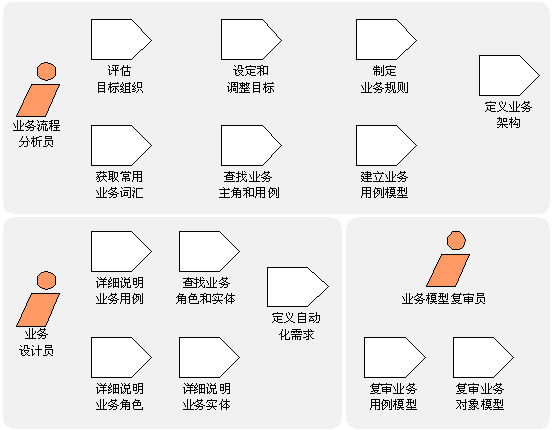 评估
目标组织
设定和
调整目标
制定
业务规则
定义业务
架构
业务流程
分析员
获取常用
业务词汇
查找业务
主角和用例
建立业务
用例模型
详细说明
业务用例
查找业务
角色和实体
定义自动
化需求
业务
设计员
详细说明
业务角色
详细说明
业务实体
业务模型复审员
复审业务
用例模型
复审业务
对象模型